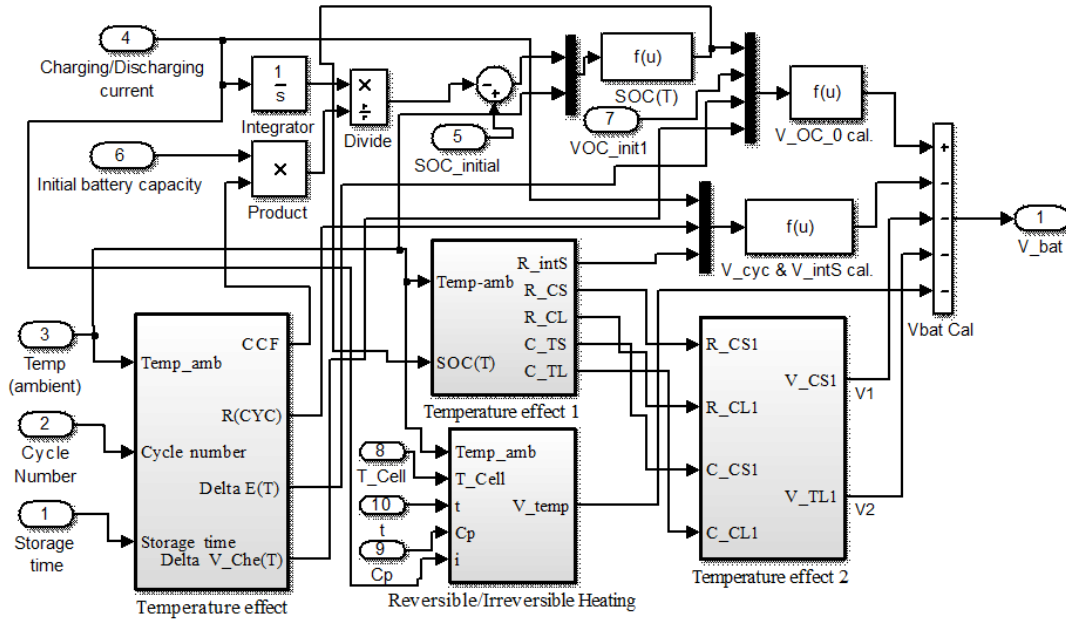 4
Charging/Discharging
current
1
s
Integrator
×
÷
Divide
-
+
5
SOC_initial
f(u)
SOC(T)
7
VOC_init1
f(u)
V_OC_0 cal.
6
Initial battery capacity
×
Product
f(u)
V_cyc & V_intS cal.
+
-
-
-
-
Vbat Cal
1
V_bat
3
Temp
(ambient)
2
Cycle
Number
1
Storage
time
Temp_amb
Cycle number
Storage time
CCF
R(CYC)
Delta E(T)
Delta V_Che(T)
Temperature effect
Temp-amb
SOC(T)
R_intS
R_CS
R_CL
C_TS
C_TL
Temperature effect 1
8
T_Cell
10
t
9
Cp
Temp_amb
T_Cell
t
Cp
i
V_temp
Reversible/Irreversible Heating
R_CS1
R_CL1
C_CS1
C_CL1
V_CS1
V_TL1
V1
V2
Temperature effect 2